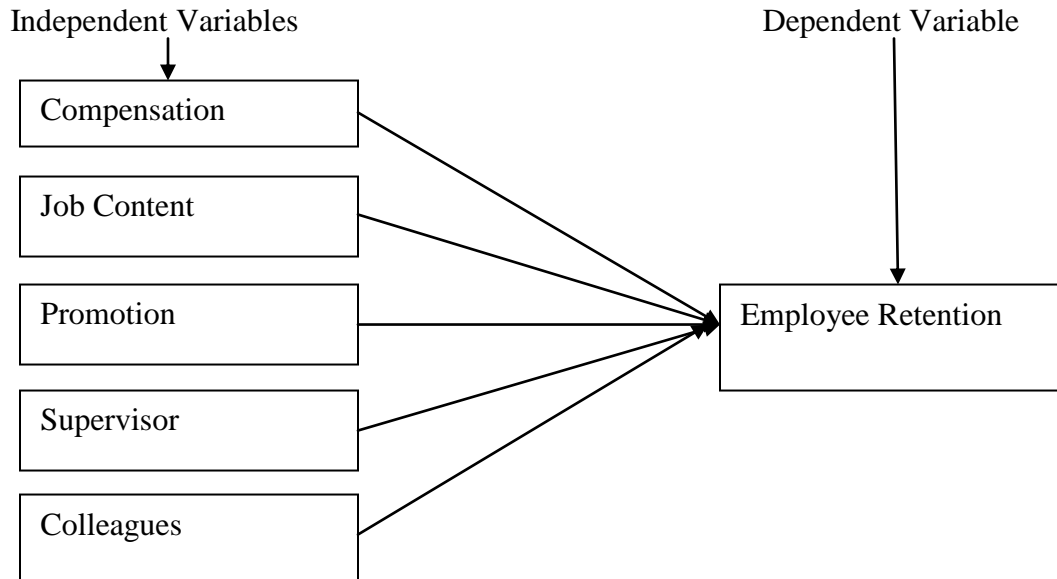 Independent Variables
Dependent Variable
Compensation
Job Content
Promotion
Employee Retention
Supervisor
Colleagues